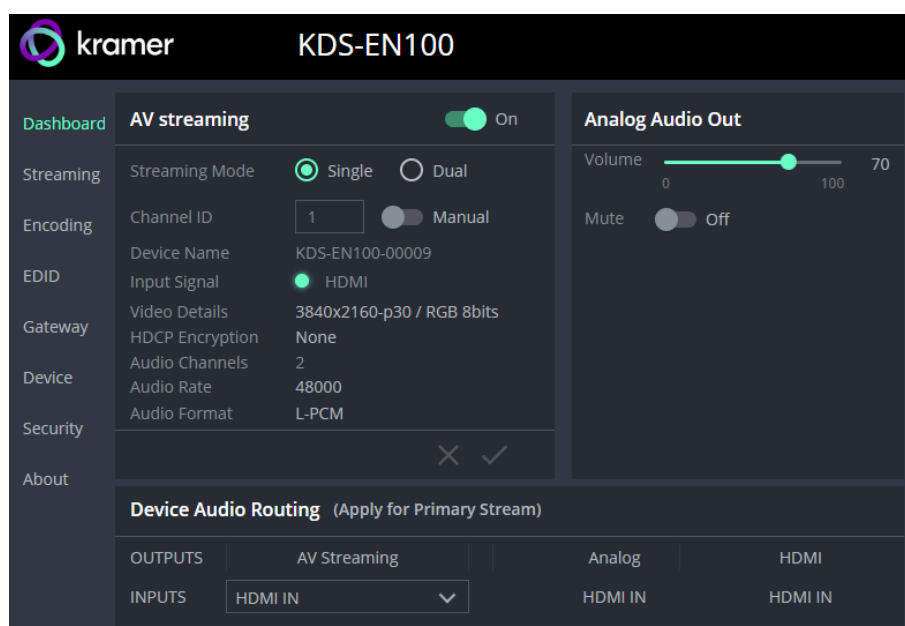 kramer
KDS-EN100
Dashboard
Streaming
Encoding
EDID
Gateway
Device
Security
About
AV streaming On
Streaming Mode Single Dual
Channel ID 1 Manual
Device Name KDS-EN100-00009
Input Signal HDMI
Video Details 3840x2160-p30 / RGB 8bits
HDCP Encryption None
Audio Channels 2
Audio Rate 48000
Audio Format L-PCM
Analog Audio Out
Volume 70
0 100
Mute Off
Device Audio Routing (Apply for Primary Stream)
OUTPUTS AV Streaming Analog HDMI
INPUTS HDMI IN HDMI IN HDMI IN